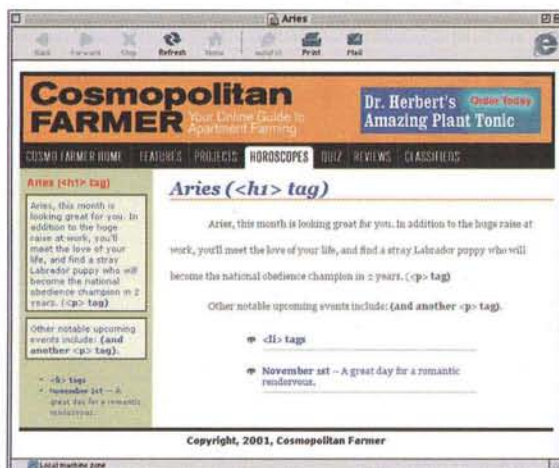 Aries
Back Forward Stop Refresh Home AutoFill Print Mail
Cosmopolitan
FARMER Your Online Guide to
Apartment Farming
Dr. Herbert's Order Today
Amazing Plant Tonic
COSMO FARMER HOME FEATURES PROJECTS HOROSCOPES QUIZ REVIEWS CLASSIFIEDS
Aries (<h1> tag)
Aries, this month is
looking great for you. In
addition to the huge
raise at work, you'll
meet the love of your
life, and find a stray
Labrador puppy who will
become the national
obedience champion in 2
years. (<p> tag)
Other notable upcoming
events include: (and
another <p> tag).
<li> tags
November 1st -- A
great day for a romantic
rendezvous.
Aries (<h1> tag)
Aries, this month is looking great for you. In addition to the huge raise at
work, you'll meet the love of your life, and find a stray Labrador puppy who will
become the national obedience champion in 2 years. (<p> tag)
Other notable upcoming events include: (and another <p> tag).
<li> tags
November 1st -- A great day for a romantic
rendezvous.
Copyright, 2001, Cosmopolitan Farmer
Local machine zone